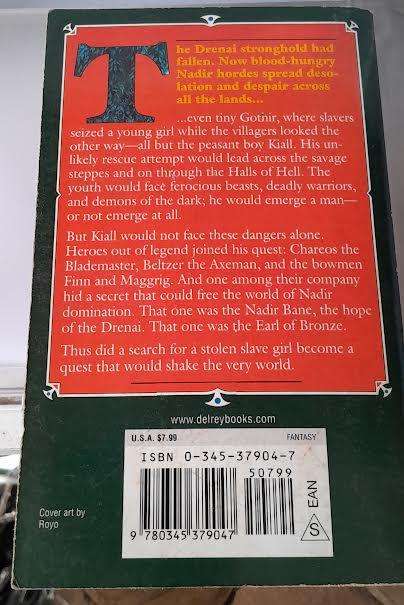 The Drenai stronghold had
fallen. Now blood-hungry
Nadir hordes spread deso-
lation and despair across
all the lands...
...even tiny Gothir, where slavers
seized a young girl while the villagers looked the
other way—all but the peasant boy Kiall. His un-
likely rescue attempt would lead across the savage
steppes and on through the Halls of Hell. The
youth would face ferocious beasts, deadly warriors,
and demons of the dark; he would emerge a man—
or not emerge at all.
But Kiall would not face these dangers alone.
Heroes out of legend joined his quest: Chareos the
Blademaster, Beltzer the Axeman, and the bowmen
Finn and Maggrig. And one among their company
hid a secret that could free the world of Nadir
domination. That one was the Nadir Bane, the hope
of the Drenai. That one was the Earl of Bronze.
Thus did a search for a stolen slave girl become a
quest that would shake the very world.
www.delreybooks.com
U.S.A. $7.99 FANTASY
ISBN 0-345-37904-7
50799
9 780345 379047
EAN
S
Cover art by
Royo